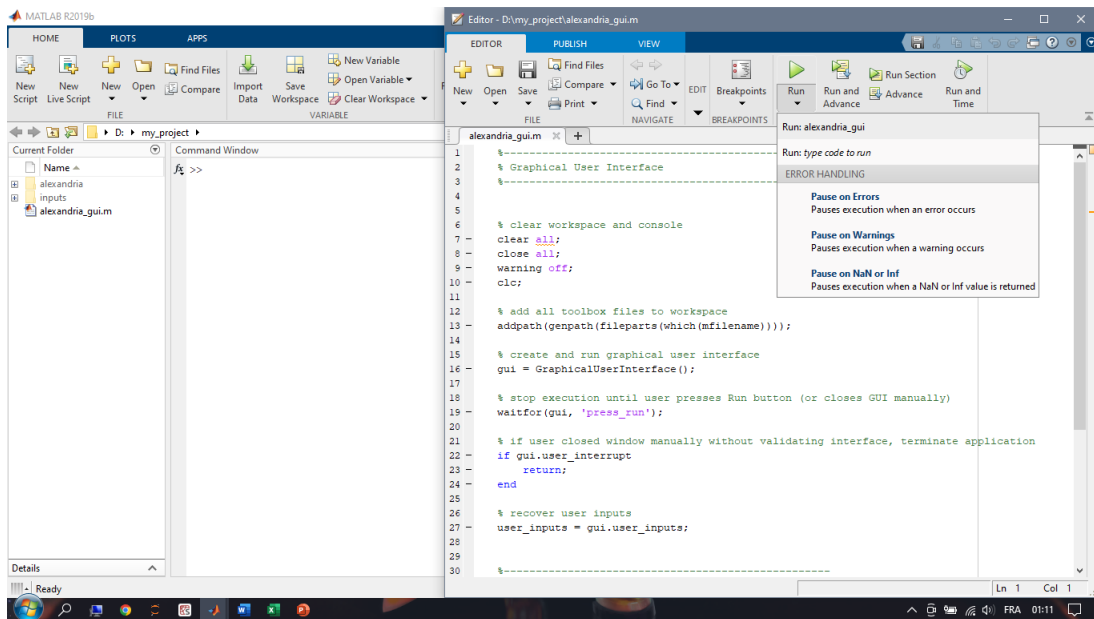 MATLAB R2019b
HOME PLOTS APPS
New Script
New Live Script
New
Open
Find Files
Compare
Import Data
Save Workspace
New Variable
Open Variable
Clear Workspace
FILE VARIABLE
D: my_project
Current Folder
Name
alexandria
inputs
alexandria_gui.m
Command Window
fx >>
Details
Ready
Editor - D:\my_project\alexandria_gui.m
EDITOR PUBLISH VIEW
New
Open
Save
Find Files
Compare
Print
Go To
Find
EDIT
Breakpoints
Run
Run and Advance
Run Section
Advance
Run and Time
FILE NAVIGATE BREAKPOINTS
Run: alexandria_gui
Run: type code to run
ERROR HANDLING
Pause on Errors
Pauses execution when an error occurs
Pause on Warnings
Pauses execution when a warning occurs
Pause on NaN or Inf
Pauses execution when a NaN or Inf value is returned
alexandria_gui.m
1 %---------------------------------------------------
2 % Graphical User Interface
3 %---------------------------------------------------
4
5
6 % clear workspace and console
7 – clear all;
8 – close all;
9 – warning off;
10 – clc;
11
12 % add all toolbox files to workspace
13 – addpath(genpath(fileparts(which(mfilename))));
14
15 % create and run graphical user interface
16 – gui = GraphicalUserInterface();
17
18 % stop execution until user presses Run button (or closes GUI manually)
19 – waitfor(gui, 'press_run');
20
21 % if user closed window manually without validating interface, terminate application
22 – if gui.user_interrupt
23 – return;
24 – end
25
26 % recover user inputs
27 – user_inputs = gui.user_inputs;
28
29
30 %---------------------------------------------------
Ln 1 Col 1
FRA 01:11